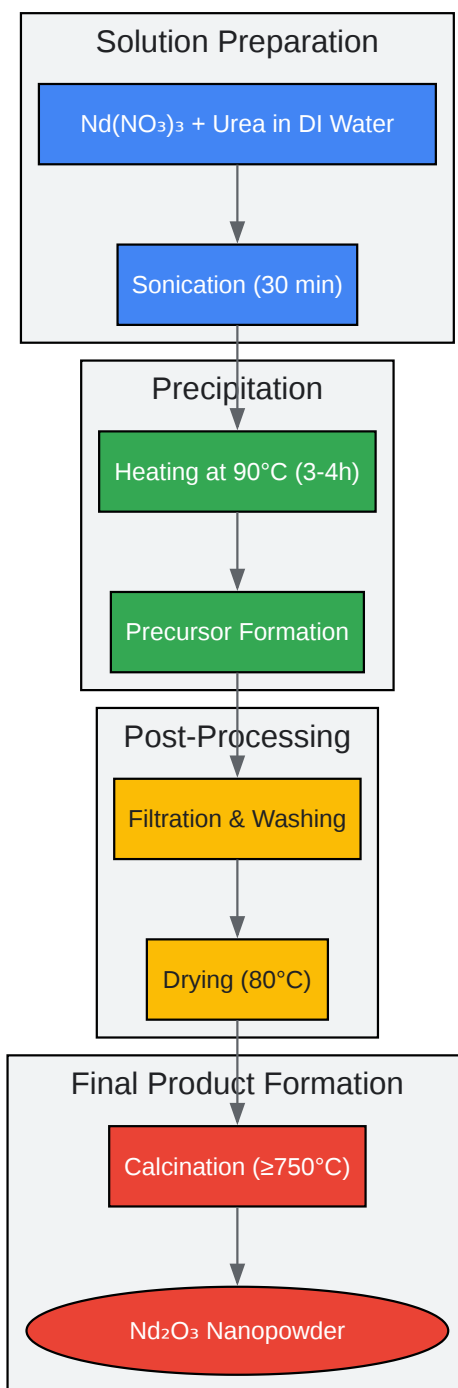 Solution Preparation
Nd(NO₃)₃ + Urea in DI Water
Sonication (30 min)
Precipitation
Heating at 90°C (3-4h)
Precursor Formation
Post-Processing
Filtration & Washing
Drying (80°C)
Final Product Formation
Calcination (≥750°C)
Nd₂O₃ Nanopowder